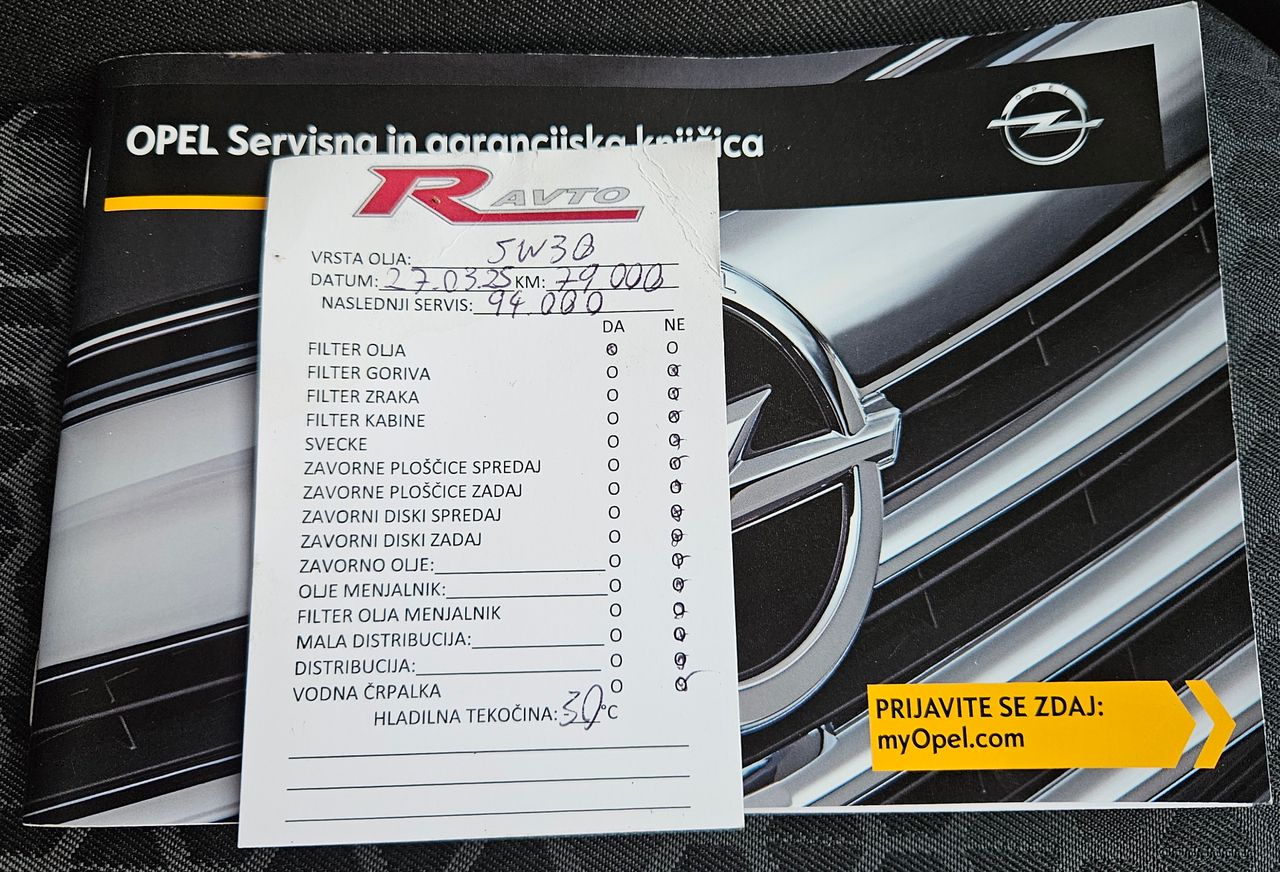 OPEL Servisna in garancijska knjižica
OPEL
R AVTO
VRSTA OLJA: 5W30
DATUM: 27.03.25 KM: 79 000
NASLEDNJI SERVIS: 94.000
DA NE
FILTER OLJA O O
FILTER GORIVA O O
FILTER ZRAKA O O
FILTER KABINE O O
SVECKE O O
ZAVORNE PLOŠČICE SPREDAJ O O
ZAVORNE PLOŠČICE ZADAJ O O
ZAVORNI DISKI SPREDAJ O O
ZAVORNI DISKI ZADAJ O O
ZAVORNO OLJE: O O
OLJE MENJALNIK: O O
FILTER OLJA MENJALNIK O O
MALA DISTRIBUCIJA: O O
DISTRIBUCIJA: O O
VODNA ČRPALKA O O
HLADILNA TEKOČINA: 30 °C
PRIJAVITE SE ZDAJ:
myOpel.com